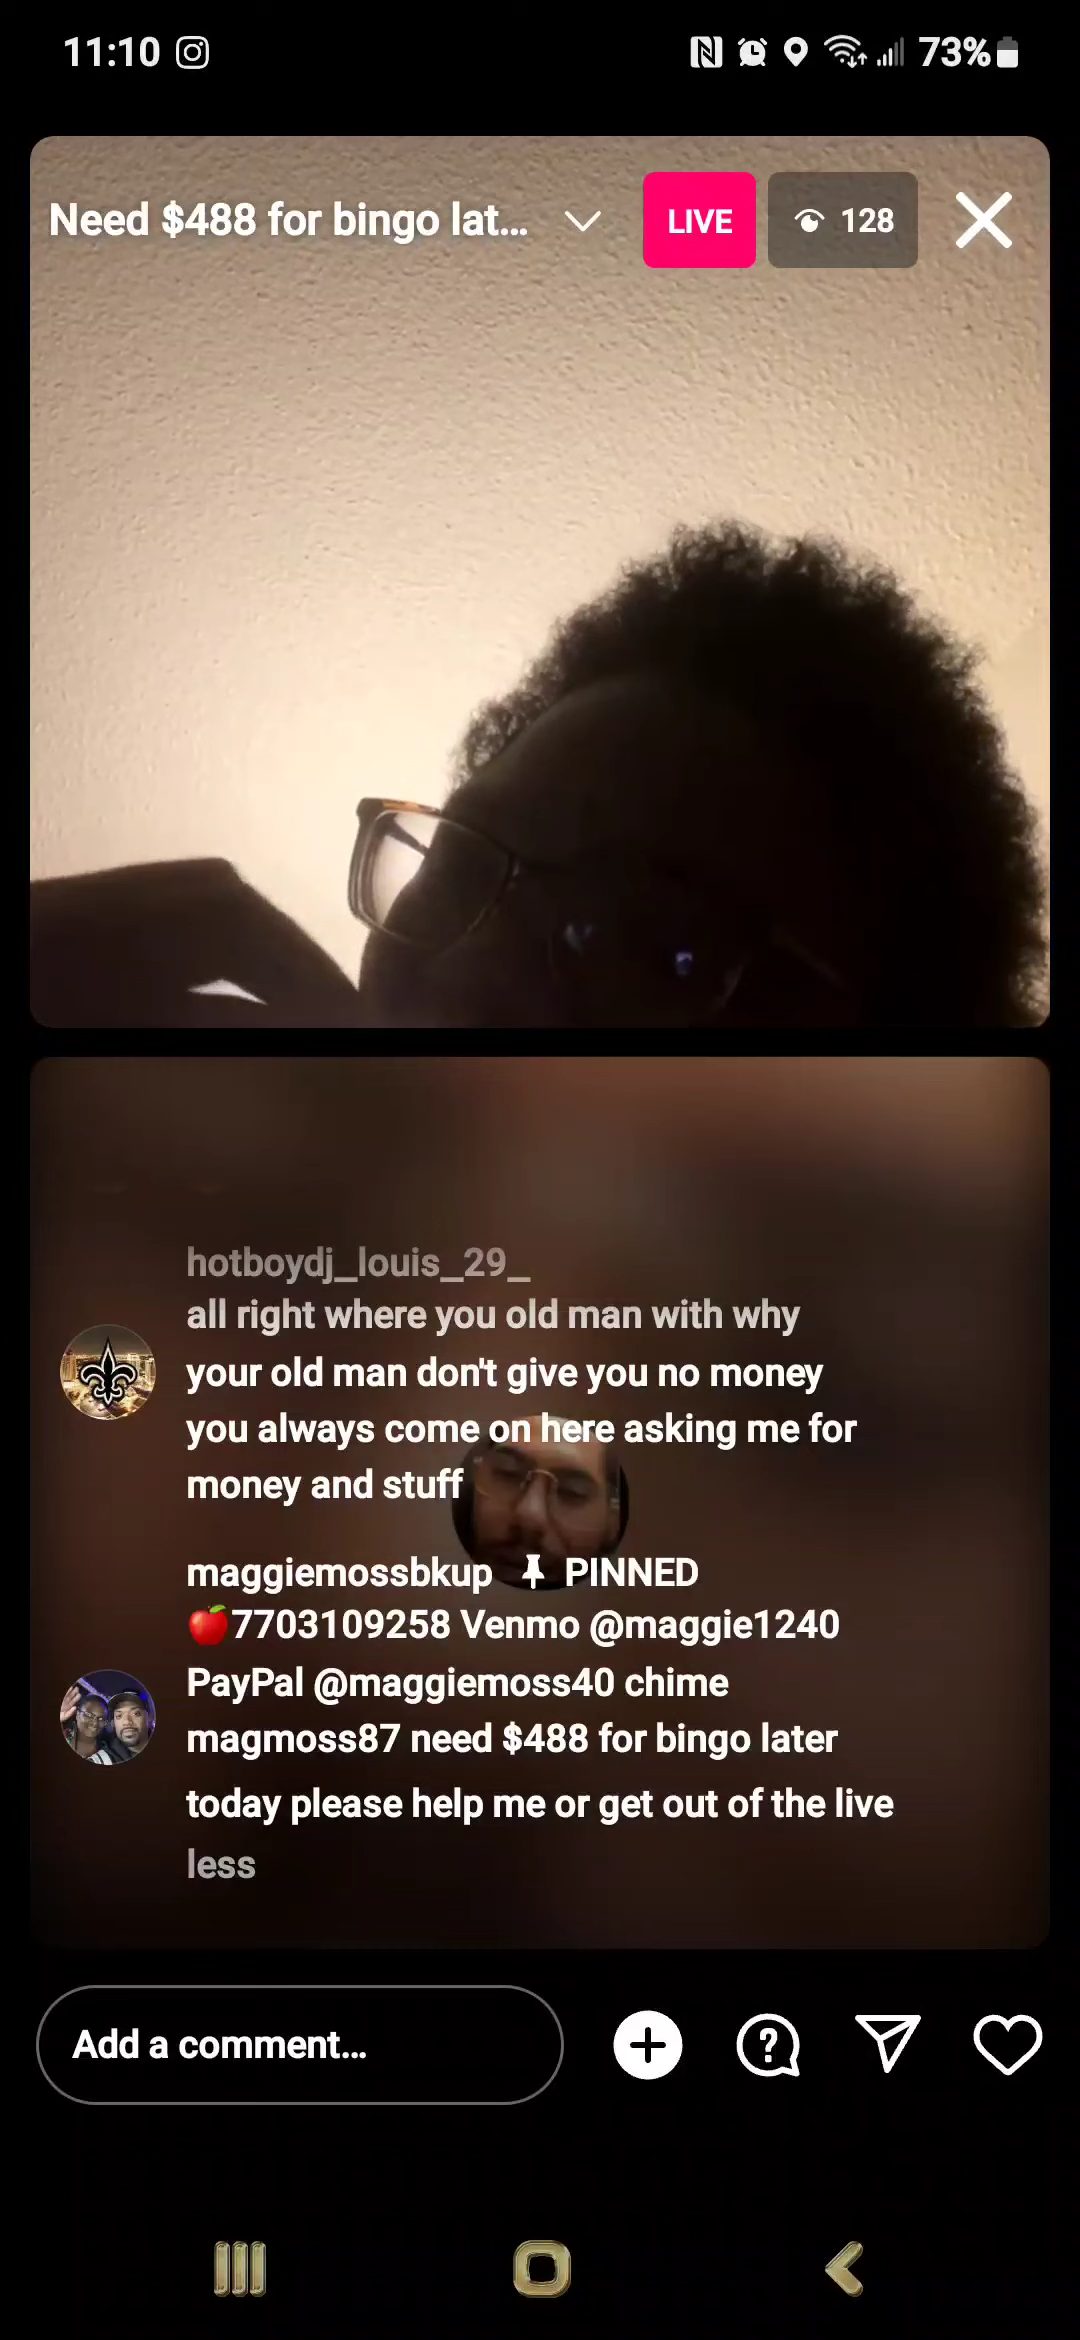 11:10
73%
Need $488 for bingo lat...
LIVE
128
hotboydj_louis_29_
all right where you old man with why
your old man don't give you no money
you always come on here asking me for
money and stuff
maggiemossbkup 📌 PINNED
🍎7703109258 Venmo @maggie1240
PayPal @maggiemoss40 chime
magmoss87 need $488 for bingo later
today please help me or get out of the live
less
Add a comment...